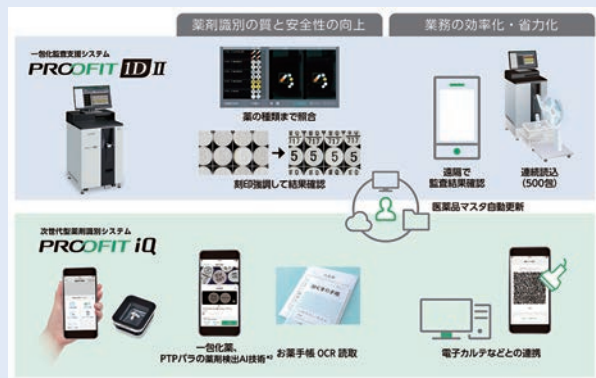 薬剤識別の質と安全性の向上
業務の効率化・省力化
一包化監査支援システム
PROOFIT 1D II
薬の種類まで照合
刻印強調して結果確認
遠隔で
監査結果確認
連続読込
(500包)
医薬品マスタ自動更新
次世代型薬剤識別システム
PROOFIT iQ
一包化薬、
PTPバラの薬剤検出AI技術*2
お薬手帳 OCR 読取
電子カルテなどとの連携